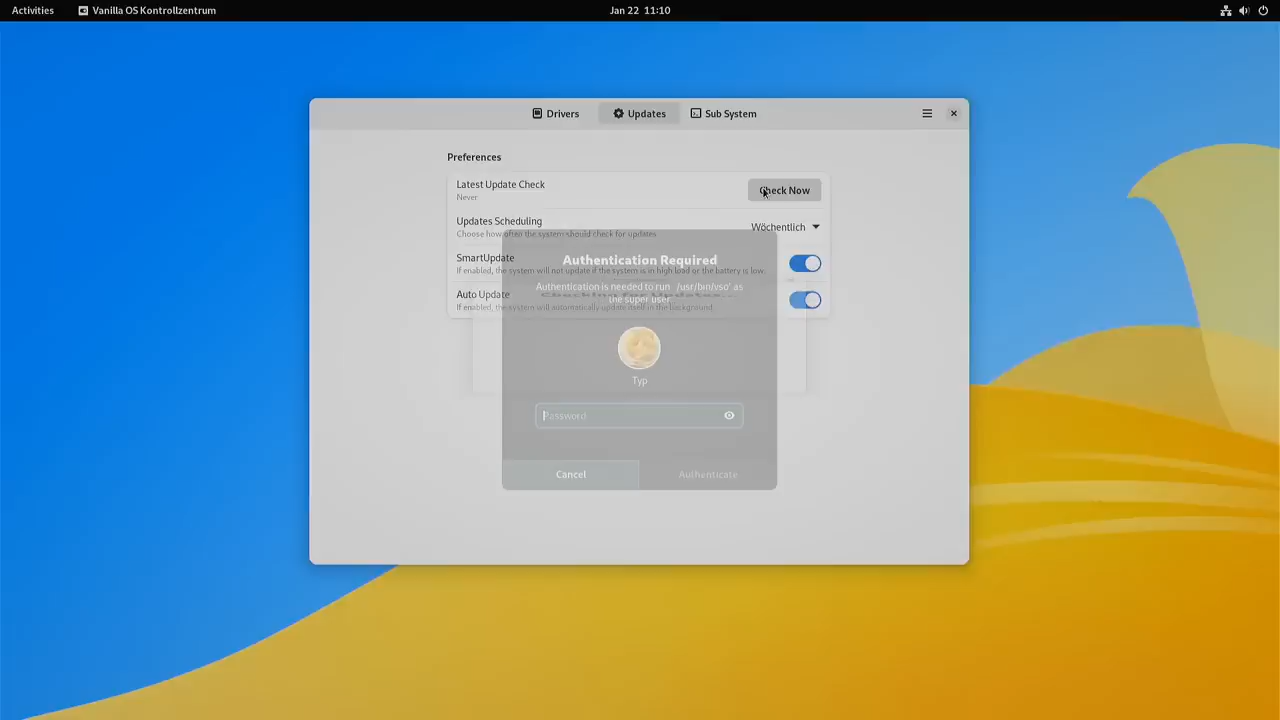 Activities
Vanilla OS Kontrollzentrum
Jan 22 11:10
Drivers
Updates
Sub System
Preferences
Latest Update Check
Never
Check Now
Updates Scheduling
Choose how often the system should check for updates
Wöchentlich
SmartUpdate
If enabled, the system will not update if the system is in high load or the battery is low.
Auto Update
If enabled, the system will automatically update itself in the background.
Authentication Required
Authentication is needed to run `/usr/bin/vso' as
the super user
Typ
Password
Cancel
Authenticate